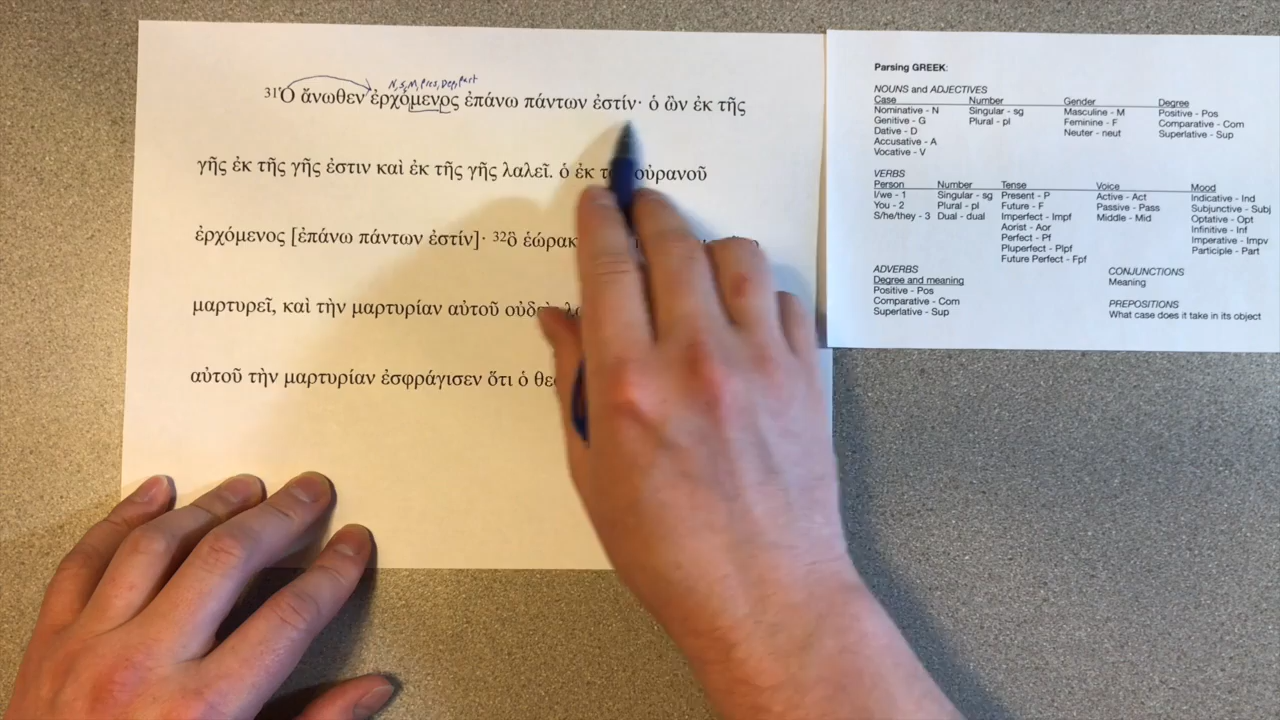 N, S, M, Pres, Dep, Part
31Ὁ ἄνωθεν ἐρχόμενος ἐπάνω πάντων ἐστίν· ὁ ὢν ἐκ τῆς
γῆς ἐκ τῆς γῆς ἐστιν καὶ ἐκ τῆς γῆς λαλεῖ. ὁ ἐκ οὐρανοῦ
ἐρχόμενος [ἐπάνω πάντων ἐστίν]· 32ὃ
μαρτυρεῖ, καὶ τὴν μαρτυρίαν αὐτοῦ
αὐτοῦ τὴν μαρτυρίαν ἐσφράγισεν ὅτι ὁ
Parsing GREEK:
NOUNS and ADJECTIVES
Case Number Gender Degree
Nominative - N Singular - sg Masculine - M Positive - Pos
Genitive - G Plural - pl Feminine - F Comparative - Com
Dative - D Neuter - neut Superlative - Sup
Accusative - A
Vocative - V
VERBS
Person Number Tense Voice Mood
I/we - 1 Singular - sg Present - P Active - Act Indicative - Ind
You - 2 Plural - pl Future - F Passive - Pass Subjunctive - Subj
S/he/they - 3 Dual - dual Imperfect - Impf Middle - Mid Optative - Opt
Aorist - Aor Infinitive - Inf
Perfect - Pf Imperative - Impv
Pluperfect - Plpf Participle - Part
Future Perfect - Fpf
ADVERBS CONJUNCTIONS
Degree and meaning Meaning
Positive - Pos
Comparative - Com PREPOSITIONS
Superlative - Sup What case does it take in its object